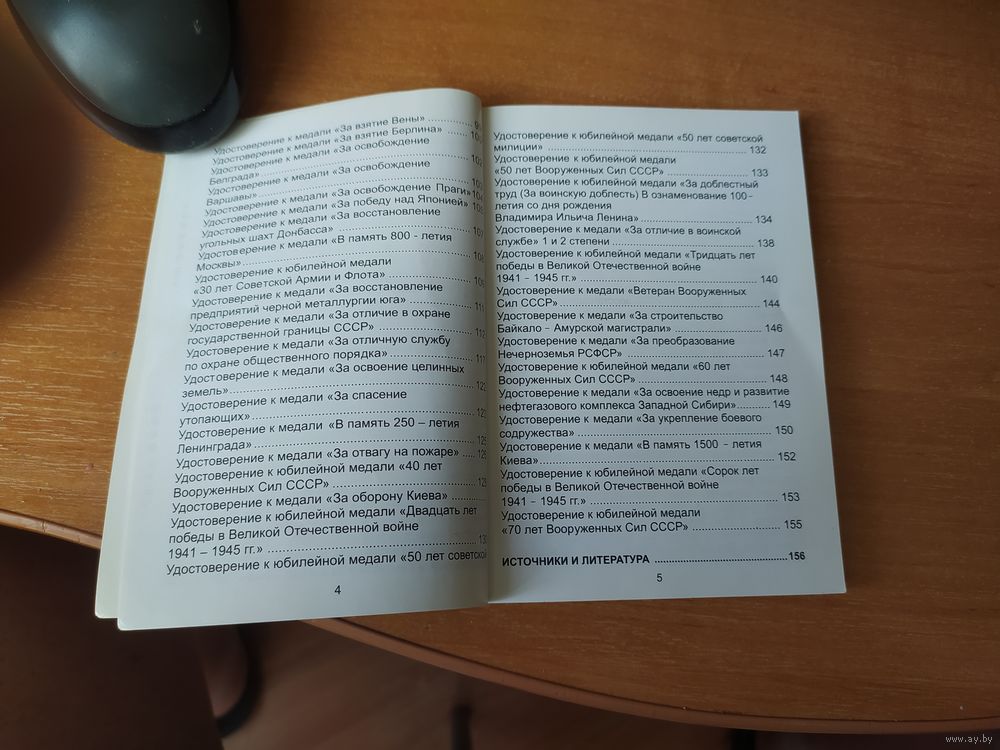 Удостоверение к медали «За взятие Вены»
Удостоверение к медали «За взятие Берлина»
Удостоверение к медали «За освобождение
Белграда»
Удостоверение к медали «За освобождение
Варшавы»
Удостоверение к медали «За освобождение Праги»
Удостоверение к медали «За победу над Японией»
Удостоверение к медали «За восстановление
угольных шахт Донбасса»
Удостоверение к медали «В память 800 - летия
Москвы»
Удостоверение к юбилейной медали
«30 лет Советской Армии и Флота»
Удостоверение к медали «За восстановление
предприятий черной металлургии юга» 111
Удостоверение к медали «За отличие в охране
государственной границы СССР» 112
Удостоверение к медали «За отличную службу
по охране общественного порядка»
Удостоверение к медали «За освоение целинных
земель»
Удостоверение к медали «За спасение
утопающих»
Удостоверение к медали «В память 250 – летия
Ленинграда»
Удостоверение к медали «За отвагу на пожаре»
Удостоверение к юбилейной медали «40 лет
Вооруженных Сил СССР»
Удостоверение к медали «За оборону Киева»
Удостоверение к юбилейной медали «Двадцать лет
победы в Великой Отечественной войне
1941 – 1945 гг.»
Удостоверение к юбилейной медали «50 лет советской
4
Удостоверение к юбилейной медали «50 лет советской
милиции» 132
Удостоверение к юбилейной медали
«50 лет Вооруженных Сил СССР» 133
Удостоверение к юбилейной медали «За доблестный
труд (За воинскую доблесть) В ознаменование 100-
летия со дня рождения
Владимира Ильича Ленина» 134
Удостоверение к медали «За отличие в воинской
службе» 1 и 2 степени 138
Удостоверение к юбилейной медали «Тридцать лет
победы в Великой Отечественной войне
1941 - 1945 гг.» 140
Удостоверение к медали «Ветеран Вооруженных
Сил СССР» 144
Удостоверение к медали «За строительство
Байкало - Амурской магистрали» 146
Удостоверение к медали «За преобразование
Нечерноземья РСФСР» 147
Удостоверение к юбилейной медали «60 лет
Вооруженных Сил СССР» 148
Удостоверение к медали «За освоение недр и развитие
нефтегазового комплекса Западной Сибири» 149
Удостоверение к медали «За укрепление боевого
содружества» 150
Удостоверение к медали «В память 1500 - летия
Киева» 152
Удостоверение к юбилейной медали «Сорок лет
победы в Великой Отечественной войне
1941 - 1945 гг.» 153
Удостоверение к юбилейной медали
«70 лет Вооруженных Сил СССР» 155
ИСТОЧНИКИ И ЛИТЕРАТУРА 156
5
www.ay.by